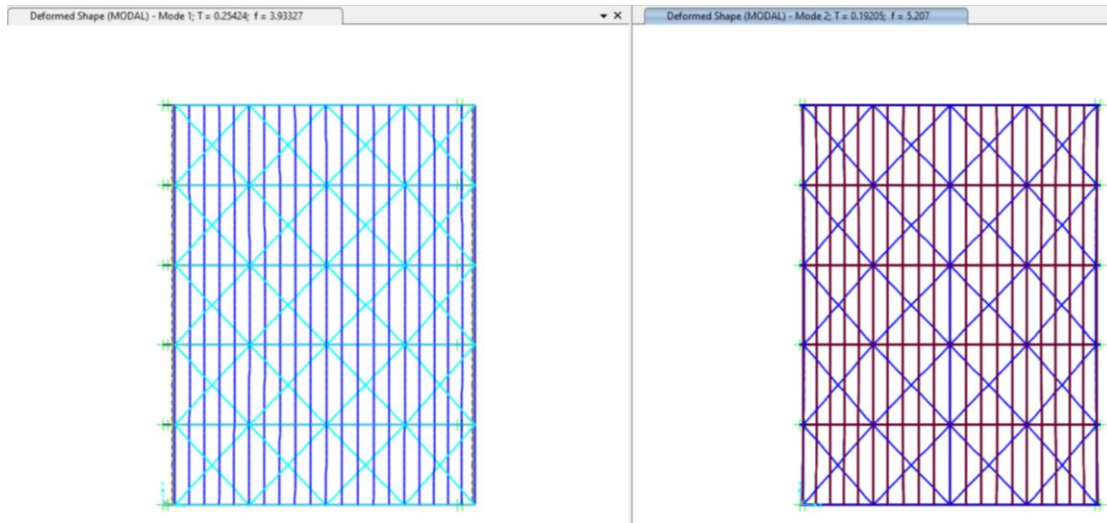 Deformed Shape (MODAL) - Mode 1; T = 0.25424; f = 3.93327
Deformed Shape (MODAL) - Mode 2; T = 0.19205; f = 5.207